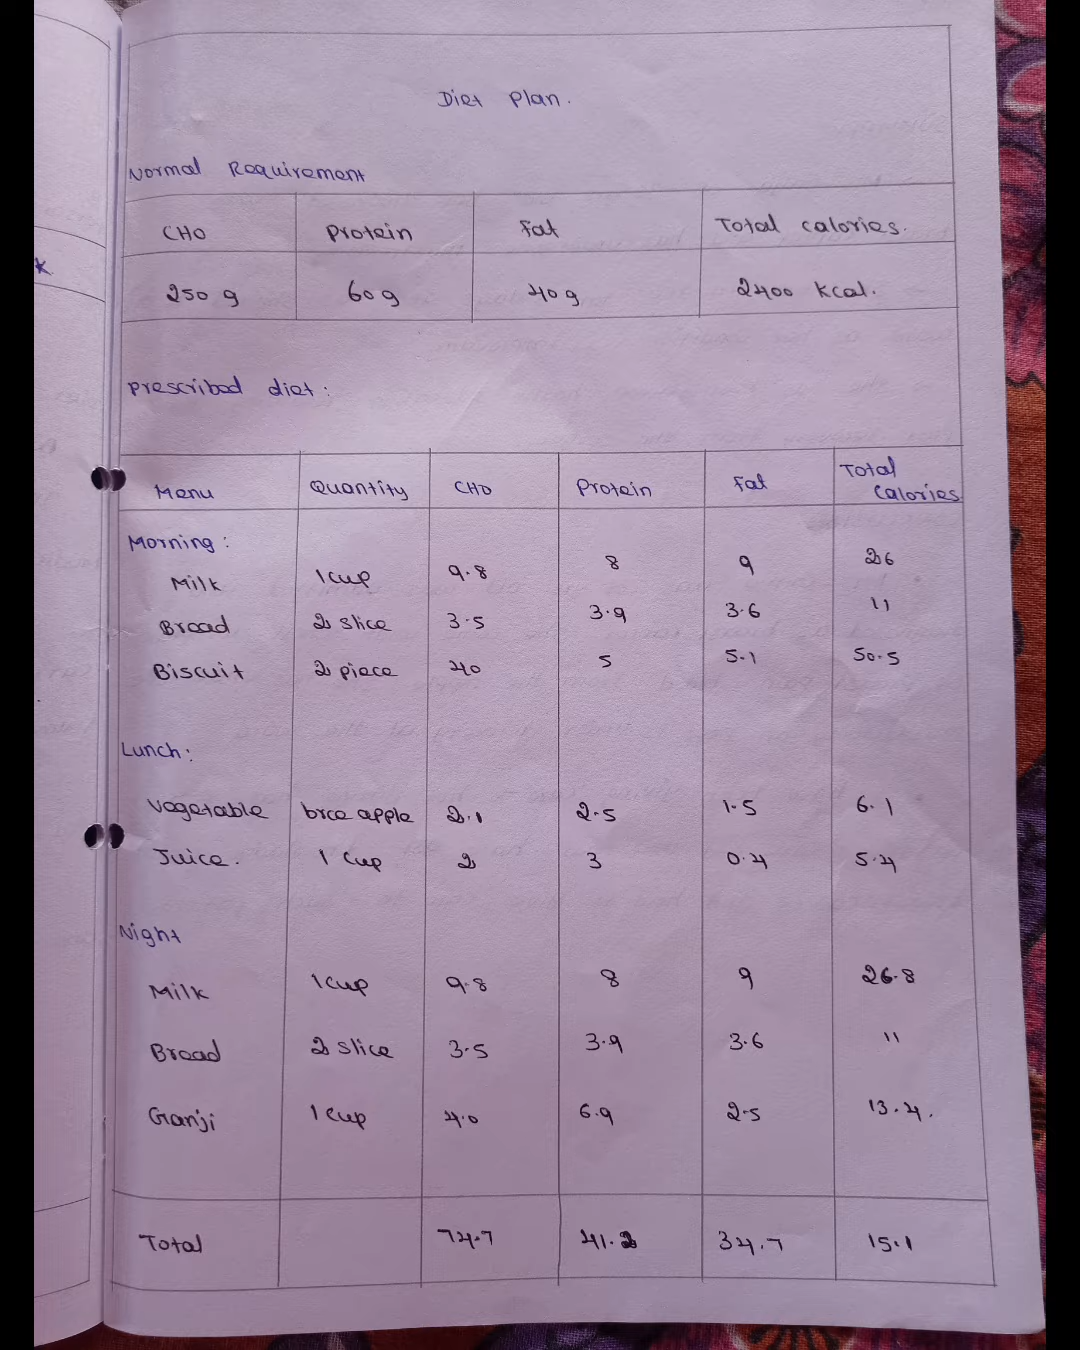 Diet Plan.
Normal Requirement
CHO Protein Fat Total calories.
250 g 60 g 40 g 2400 Kcal.
Prescribed diet:
Menu Quantity CHO Protein Fat Total Calories
Morning:
Milk 1 cup 9.8 8 9 26
Bread 2 slice 3.5 3.9 3.6 11
Biscuit 2 piece 40 5 5.1 50.5
Lunch:
Vegetable apple 2.1 2.5 1.5 6.1
Juice. 1 cup 2 3 0.4 5.4
Night
Milk 1 cup 9.8 8 9 26.8
Bread 2 slice 3.5 3.9 3.6 11
Ganji 1 cup 4.0 6.9 2.5 13.4.
Total 74.7 41.2 34.7 15.1